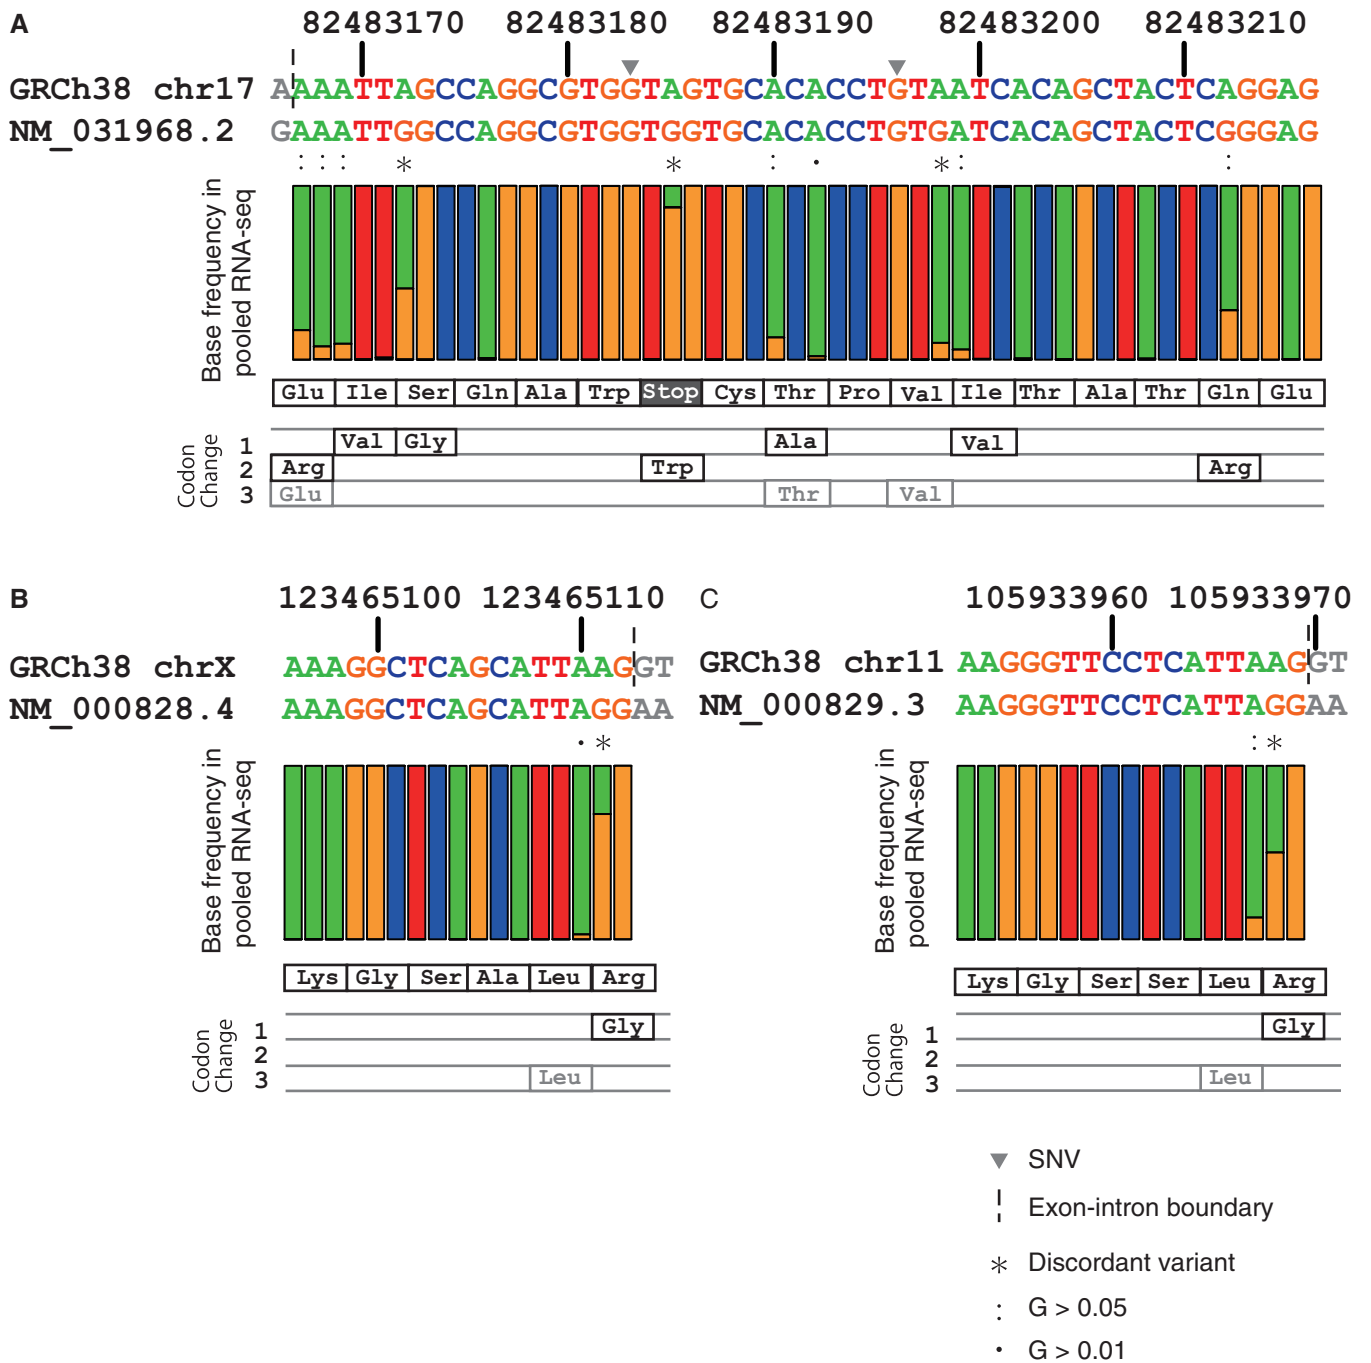 A
82483170 82483180 82483190 82483200 82483210
GRCh38 chr17 AAAATTAGCCAGGCGTGGTAGTGCACACCTGTAATCACAGCTACTCAGGAG
NM_031968.2 GAAATTGGCCAGGCGTGGTGGTGCACACCTGTGATCACAGCTACTCGGGAG
: : : * * : · * : :
Base frequency in
pooled RNA-seq
Glu Ile Ser Gln Ala Trp Stop Cys Thr Pro Val Ile Thr Ala Thr Gln Glu
Codon
Change
1 Val Gly Ala Val
2 Arg Trp Arg
3 Glu Thr Val
B
123465100 123465110
GRCh38 chrX AAAGGCTCAGCATTAAGGT
NM_000828.4 AAAGGCTCAGCATTAGGAA
· *
Base frequency in
pooled RNA-seq
Lys Gly Ser Ala Leu Arg
Codon
Change
1 Gly
2
3 Leu
C
105933960 105933970
GRCh38 chr11 AAGGGTTCCTCATTAAGGT
NM_000829.3 AAGGGTTCCTCATTAGGAA
: *
Base frequency in
pooled RNA-seq
Lys Gly Ser Ser Leu Arg
Codon
Change
1 Gly
2
3 Leu
SNV
Exon-intron boundary
* Discordant variant
: G > 0.05
· G > 0.01